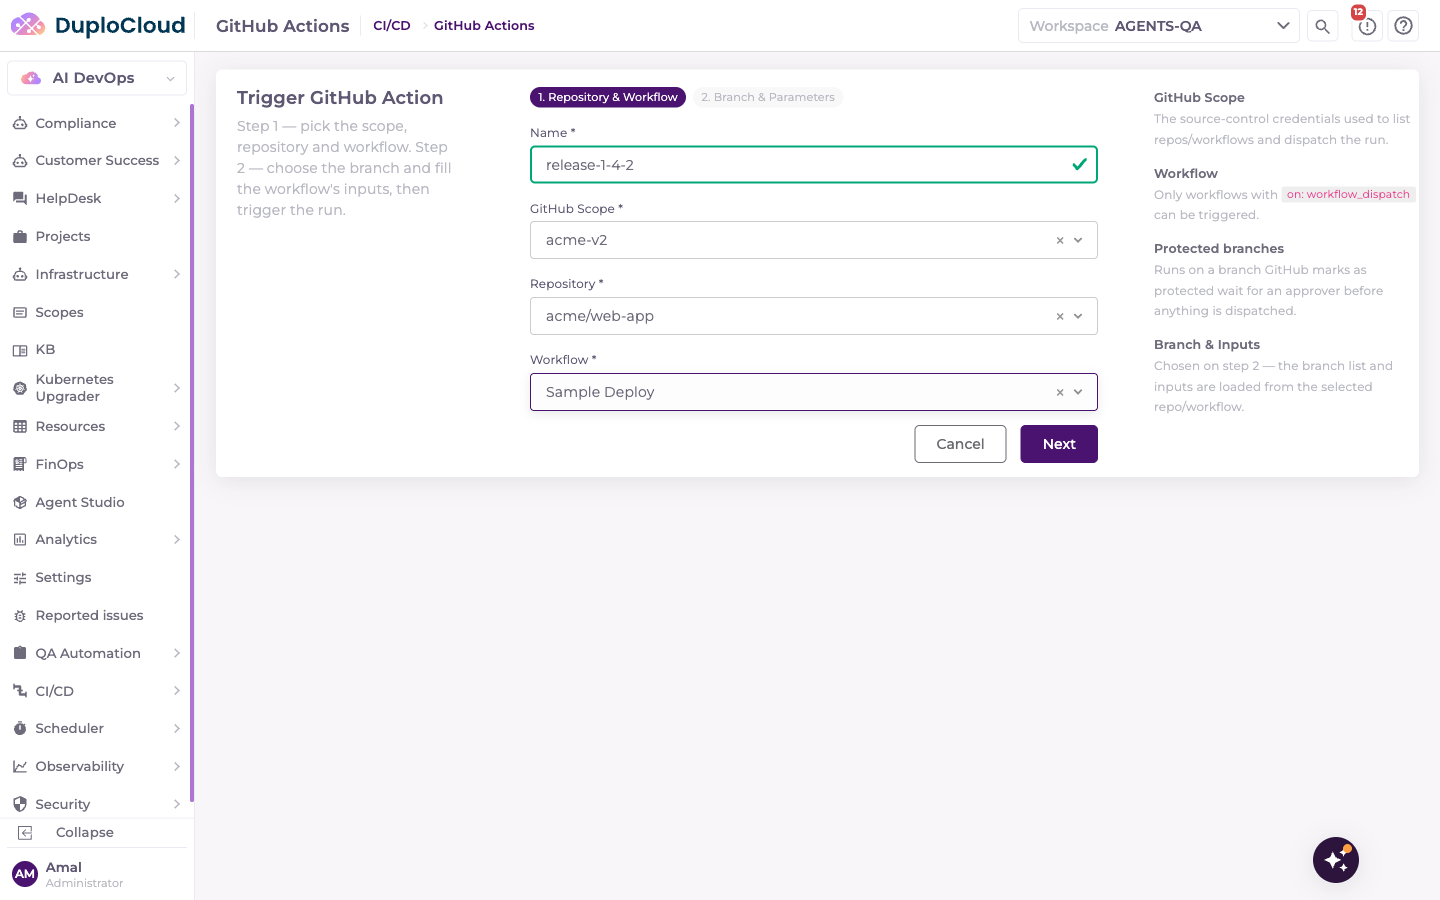 DuploCloud
GitHub Actions
CI/CD
GitHub Actions
Workspace AGENTS-QA
12
AI DevOps
Compliance
Customer Success
HelpDesk
Projects
Infrastructure
Scopes
KB
Kubernetes
Upgrader
Resources
FinOps
Agent Studio
Analytics
Settings
Reported issues
QA Automation
CI/CD
Scheduler
Observability
Security
Collapse
AM
Amal
Administrator
Trigger GitHub Action
Step 1 — pick the scope,
repository and workflow. Step
2 — choose the branch and fill
the workflow's inputs, then
trigger the run.
1. Repository & Workflow
2. Branch & Parameters
Name *
release-1-4-2
GitHub Scope *
acme-v2
Repository *
acme/web-app
Workflow *
Sample Deploy
Cancel
Next
GitHub Scope
The source-control credentials used to list
repos/workflows and dispatch the run.
Workflow
Only workflows with on: workflow_dispatch
can be triggered.
Protected branches
Runs on a branch GitHub marks as
protected wait for an approver before
anything is dispatched.
Branch & Inputs
Chosen on step 2 — the branch list and
inputs are loaded from the selected
repo/workflow.